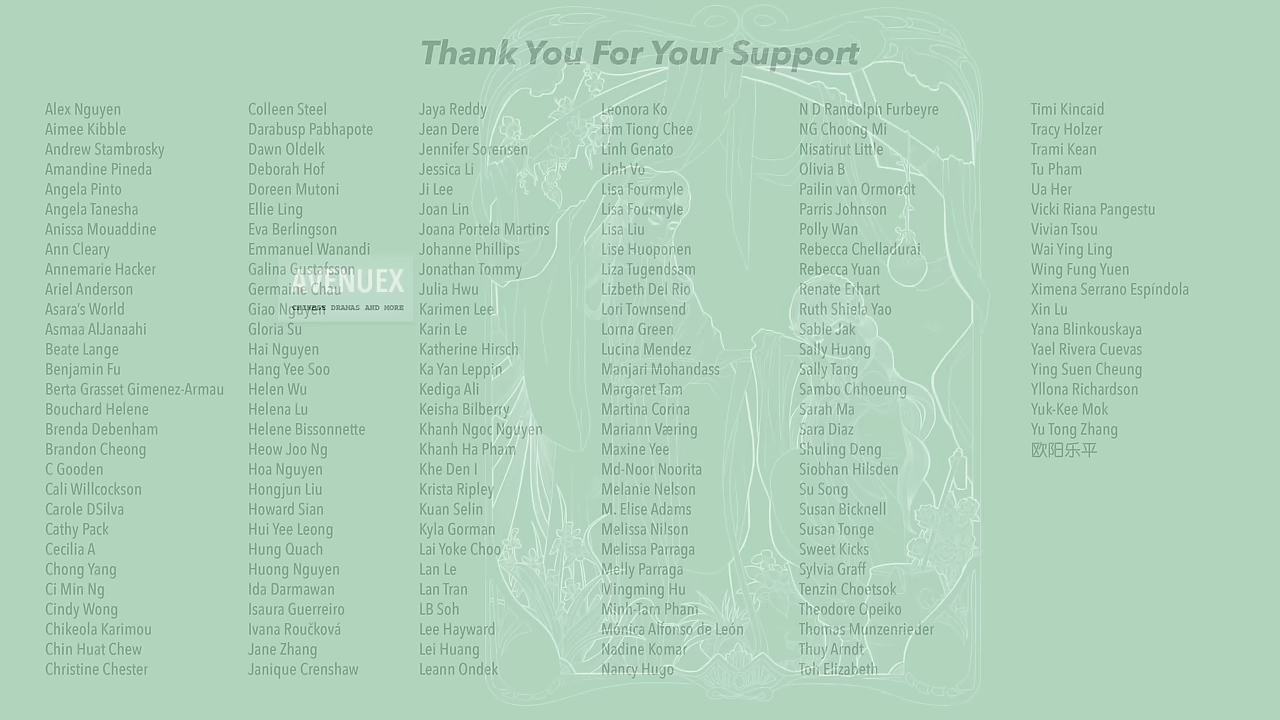 Thank You For Your Support
Alex Nguyen
Aimee Kibble
Andrew Stambrosky
Amandine Pineda
Angela Pinto
Angela Tanesha
Anissa Mouaddine
Ann Cleary
Annemarie Hacker
Ariel Anderson
Asara's World
Asmaa AlJanaahi
Beate Lange
Benjamin Fu
Berta Grasset Gimenez-Armau
Bouchard Helene
Brenda Debenham
Brandon Cheong
C Gooden
Cali Willcockson
Carole DSilva
Cathy Pack
Cecilia A
Chong Yang
Ci Min Ng
Cindy Wong
Chikeola Karimou
Chin Huat Chew
Christine Chester
Colleen Steel
Darabusp Pabhapote
Dawn Oldelk
Deborah Hof
Doreen Mutoni
Ellie Ling
Eva Berlingson
Emmanuel Wanandi
Galina Gustafsson
Germaine Chau
Giao Nguyen
Gloria Su
Hai Nguyen
Hang Yee Soo
Helen Wu
Helena Lu
Helene Bissonnette
Heow Joo Ng
Hoa Nguyen
Hongjun Liu
Howard Sian
Hui Yee Leong
Hung Quach
Huong Nguyen
Ida Darmawan
Isaura Guerreiro
Ivana Roučková
Jane Zhang
Janique Crenshaw
AVENUEX
CHINESE DRAMAS AND MORE
Jaya Reddy
Jean Dere
Jennifer Sorensen
Jessica Li
Ji Lee
Joan Lin
Joana Portela Martins
Johanne Phillips
Jonathan Tommy
Julia Hwu
Karimen Lee
Karin Le
Katherine Hirsch
Ka Yan Leppin
Kediga Ali
Keisha Bilberry
Khanh Ngoc Nguyen
Khanh Ha Pham
Khe Den I
Krista Ripley
Kuan Selin
Kyla Gorman
Lai Yoke Choo
Lan Le
Lan Tran
LB Soh
Lee Hayward
Lei Huang
Leann Ondek
Leonora Ko
Lim Tiong Chee
Linh Genato
Linh Vo
Lisa Fourmyle
Lisa Fourmyle
Lisa Liu
Lise Huoponen
Liza Tugendsam
Lizbeth Del Rio
Lori Townsend
Lorna Green
Lucina Mendez
Manjari Mohandass
Margaret Tam
Martina Corina
Mariann Væring
Maxine Yee
Md-Noor Noorita
Melanie Nelson
M. Elise Adams
Melissa Nilson
Melissa Parraga
Melly Parraga
Mingming Hu
Minh-Tam Pham
Mónica Alfonso de León
Nadine Komar
Nancy Hugo
N D Randolph Furbeyre
NG Choong Mi
Nisatirut Little
Olivia B
Pailin van Ormondt
Parris Johnson
Polly Wan
Rebecca Chelladurai
Rebecca Yuan
Renate Erhart
Ruth Shiela Yao
Sable Jak
Sally Huang
Sally Tang
Sambo Chhoeung
Sarah Ma
Sara Diaz
Shuling Deng
Siobhan Hilsden
Su Song
Susan Bicknell
Susan Tonge
Sweet Kicks
Sylvia Graff
Tenzin Choetsok
Theodore Opeiko
Thomas Munzenrieder
Thuy Arndt
Toh Elizabeth
Timi Kincaid
Tracy Holzer
Trami Kean
Tu Pham
Ua Her
Vicki Riana Pangestu
Vivian Tsou
Wai Ying Ling
Wing Fung Yuen
Ximena Serrano Espíndola
Xin Lu
Yana Blinkouskaya
Yael Rivera Cuevas
Ying Suen Cheung
Yllona Richardson
Yuk-Kee Mok
Yu Tong Zhang
欧阳乐平